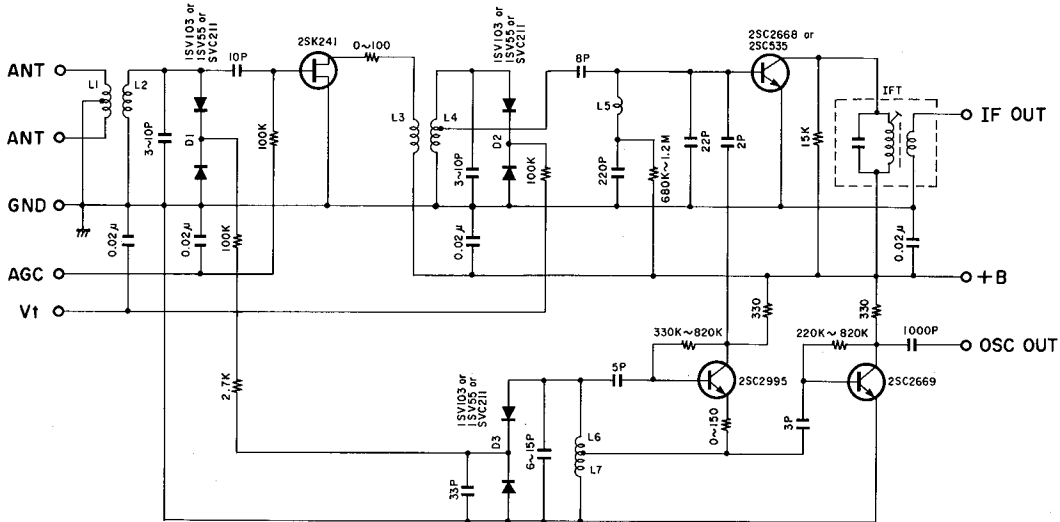 1SV103 or
1SV55 or
SVC211
2SK241
0~100
1SV103 or
1SV55 or
SVC211
2SC2668 or
2SC535
ANT
L1
L2
10P
8P
L5
IFT
IF OUT
ANT
3~10P
D1
100K
L3
L4
3~10P
D2
100K
220P
680K~1.2M
22P
2P
15K
GND
0.02μ
0.02μ
100K
0.02μ
0.02μ
AGC
+B
Vt
330
330
330K~820K
220K~820K
1000P
OSC OUT
2.7K
1SV103 or
1SV55 or
SVC211
5P
2SC2995
2SC2669
D3
6~15P
L6
L7
0~150
3P
33P